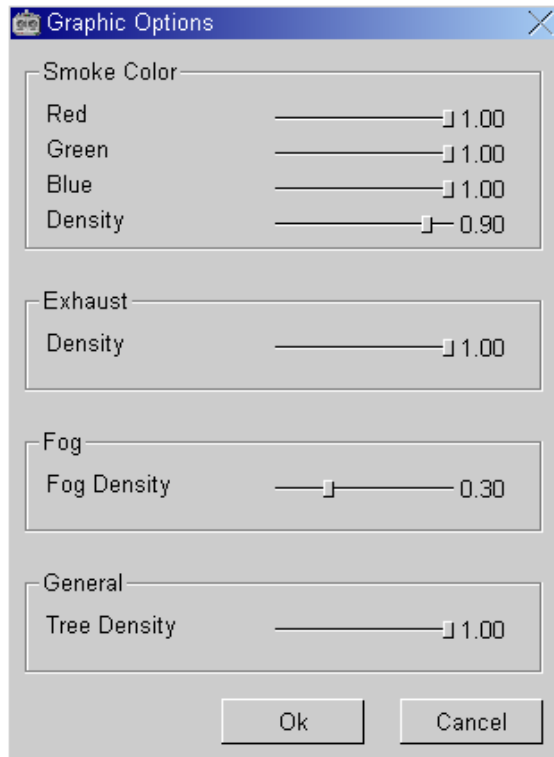 Graphic Options
Smoke Color
Red 1.00
Green 1.00
Blue 1.00
Density 0.90
Exhaust
Density 1.00
Fog
Fog Density 0.30
General
Tree Density 1.00
Ok Cancel